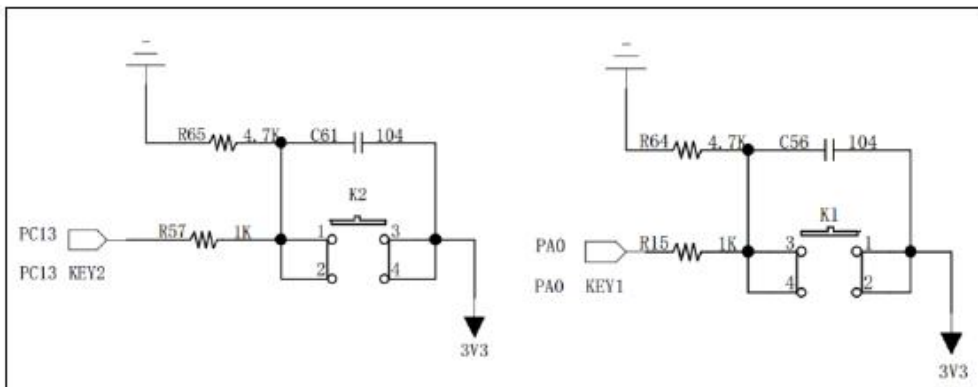 R65 4.7K C61 104
K2
PC13 R57 1K 1 3
PC13 KEY2 2 4
3V3
R64 4.7K C56 104
K1
PA0 R15 1K 3 1
PA0 KEY1 4 2
3V3